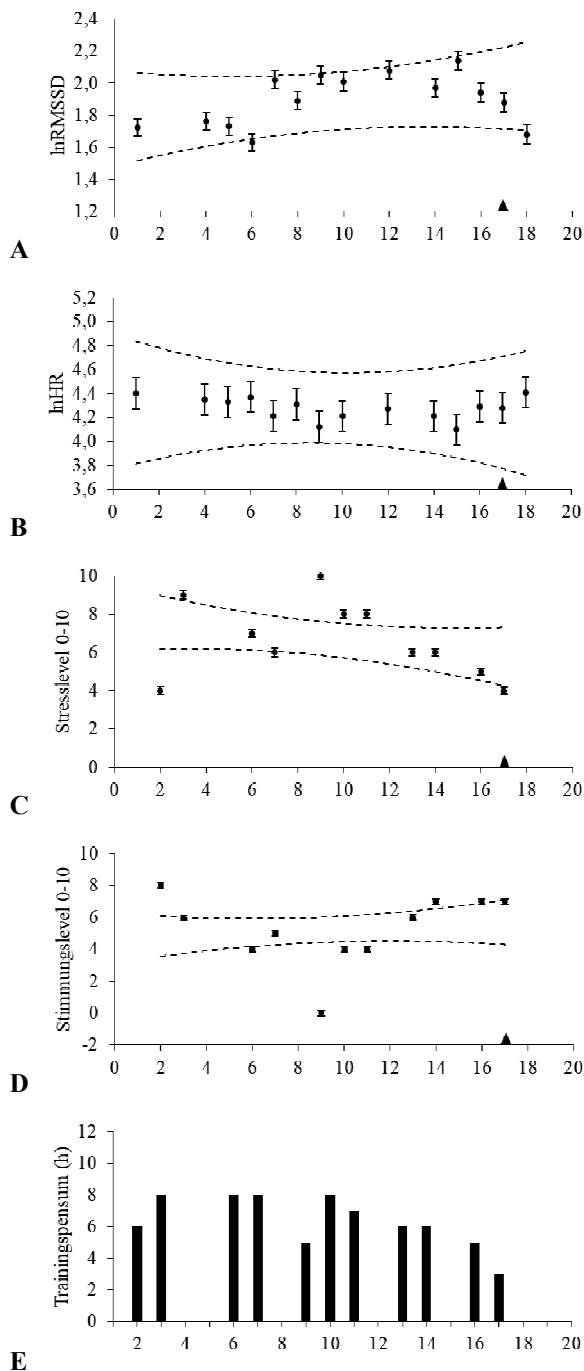 lnRMSSD
2,4
2,2
2,0
1,8
1,6
1,4
1,2
0 2 4 6 8 10 12 14 16 18 20
A
lnHR
5,2
5,0
4,8
4,6
4,4
4,2
4,0
3,8
3,6
0 2 4 6 8 10 12 14 16 18 20
B
Stresslevel 0-10
10
8
6
4
2
0
0 2 4 6 8 10 12 14 16 18 20
C
Stimmungslevel 0-10
10
8
6
4
2
0
-2
0 2 4 6 8 10 12 14 16 18 20
D
Trainingspensum (h)
12
10
8
6
4
2
0
2 4 6 8 10 12 14 16 18 20
E